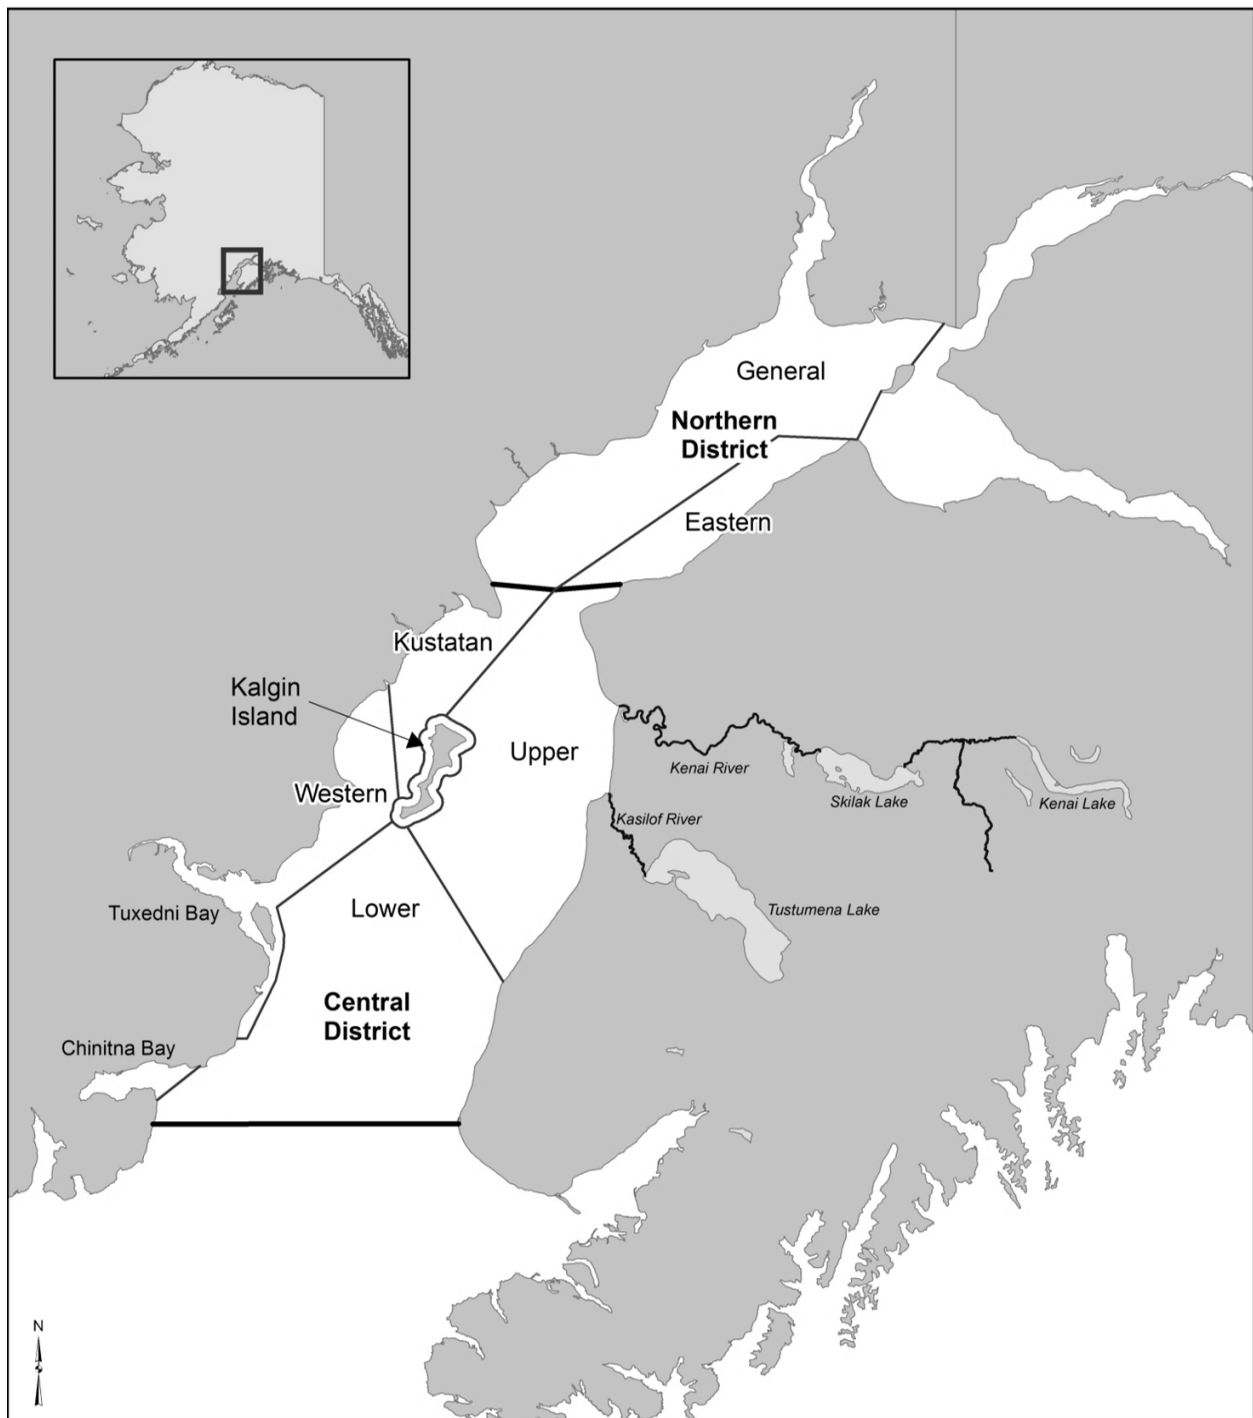 General
Northern
District
Eastern
Kustatan
Kalgin
Island
Upper
Kenai River
Western
Skilak Lake
Kenai Lake
Kasilof River
Lower
Tuxedni Bay
Tustumena Lake
Central
District
Chinitna Bay
N